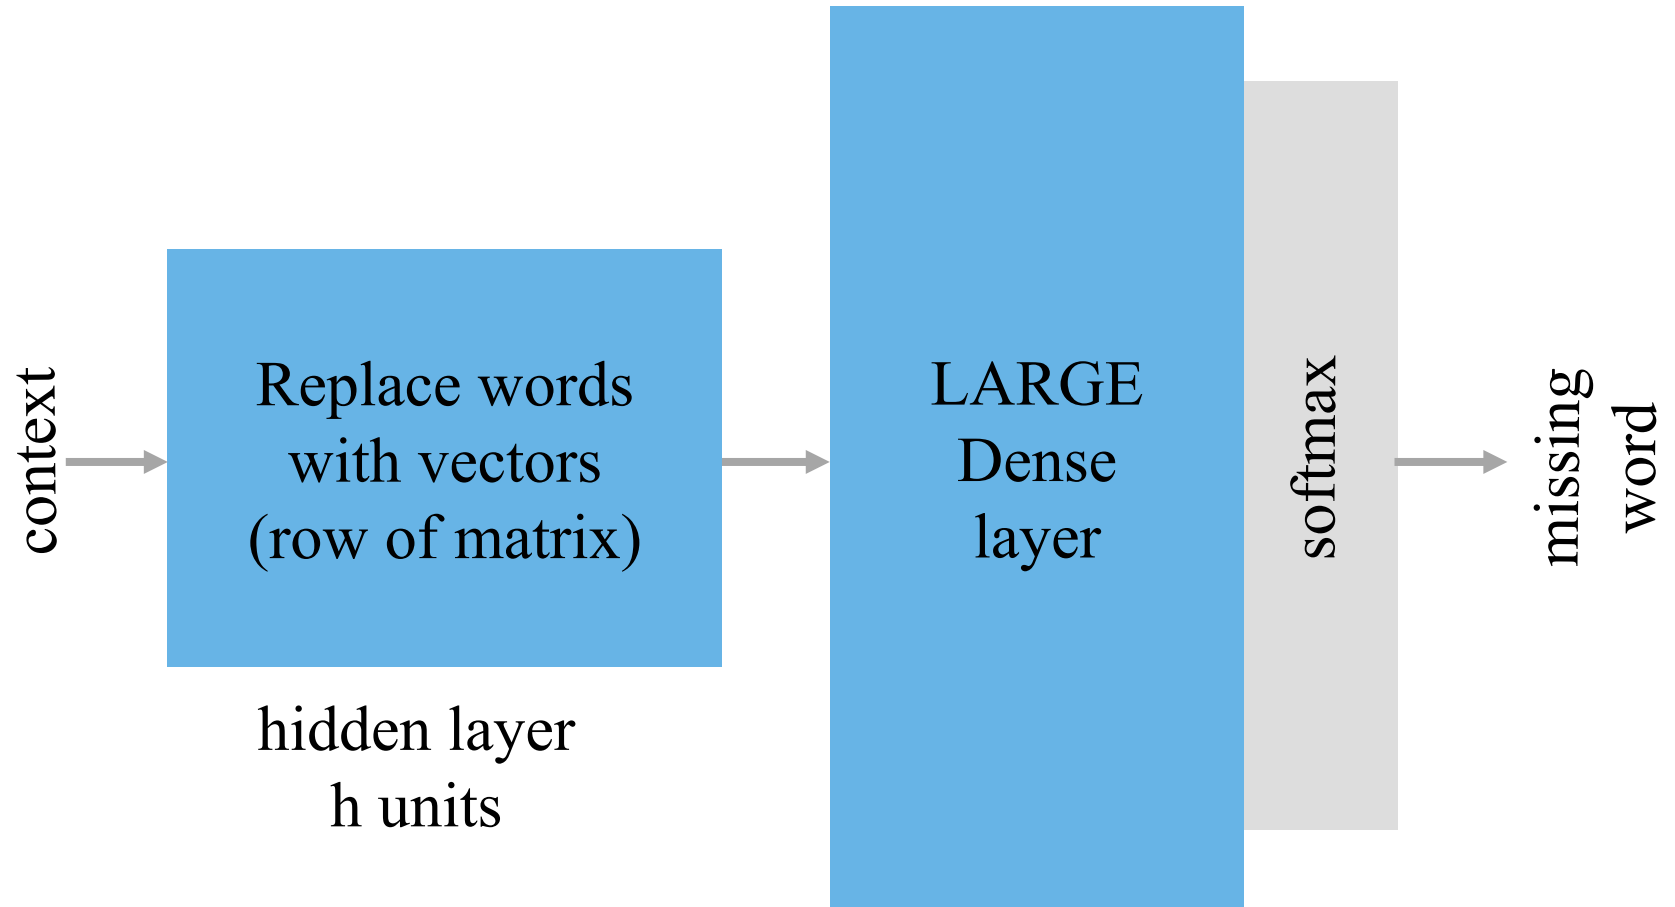 context
Replace words
with vectors
(row of matrix)
hidden layer
h units
LARGE
Dense
layer
softmax
missing
word